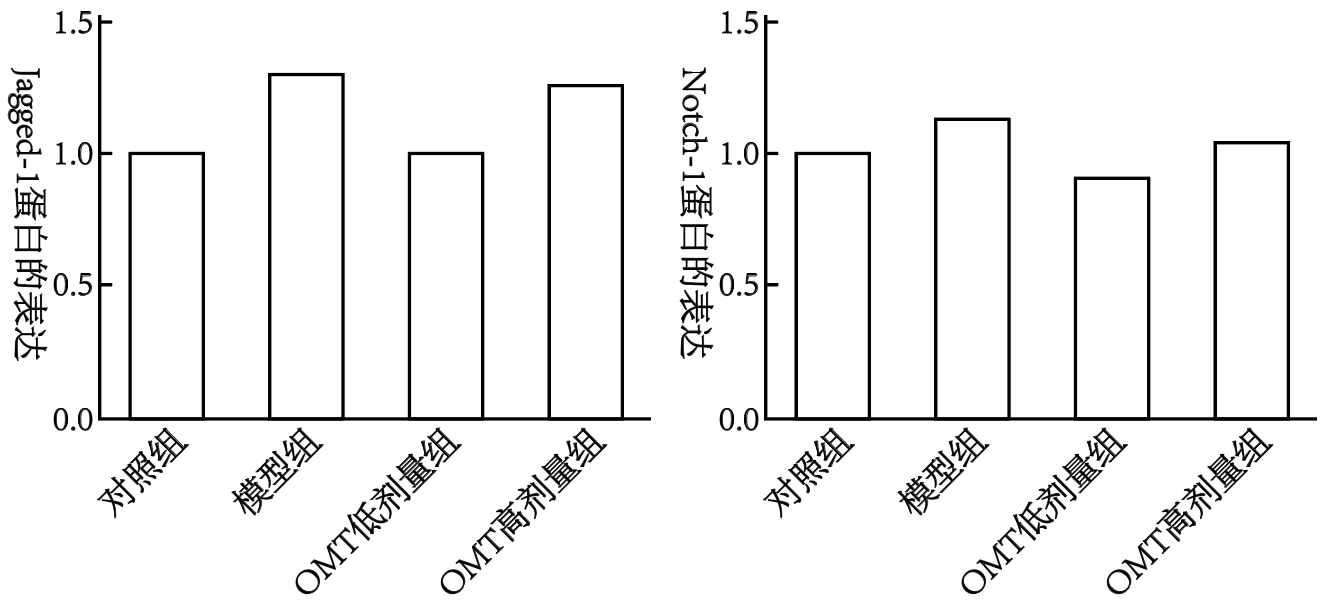 Jagged-1蛋白的表达
1.5
1.0
0.5
0.0
对照组
模型组
OMT低剂量组
OMT高剂量组
Notch-1蛋白的表达
1.5
1.0
0.5
0.0
对照组
模型组
OMT低剂量组
OMT高剂量组